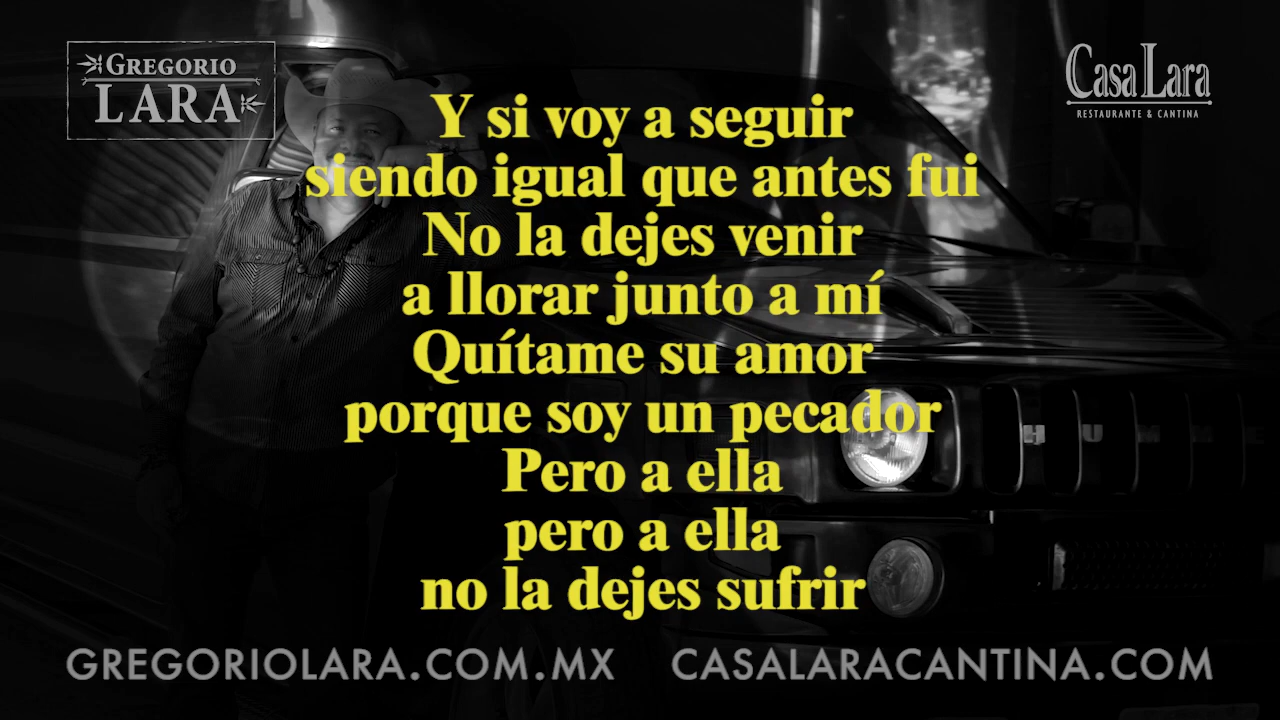 GREGORIO
LARA
Casa Lara
RESTAURANTE & CANTINA
Y si voy a seguir
siendo igual que antes fui
No la dejes venir
a llorar junto a mí
Quítame su amor
porque soy un pecador
Pero a ella
pero a ella
no la dejes sufrir
HUMME
GREGORIOLARA.COM.MX
CASALARACANTINA.COM